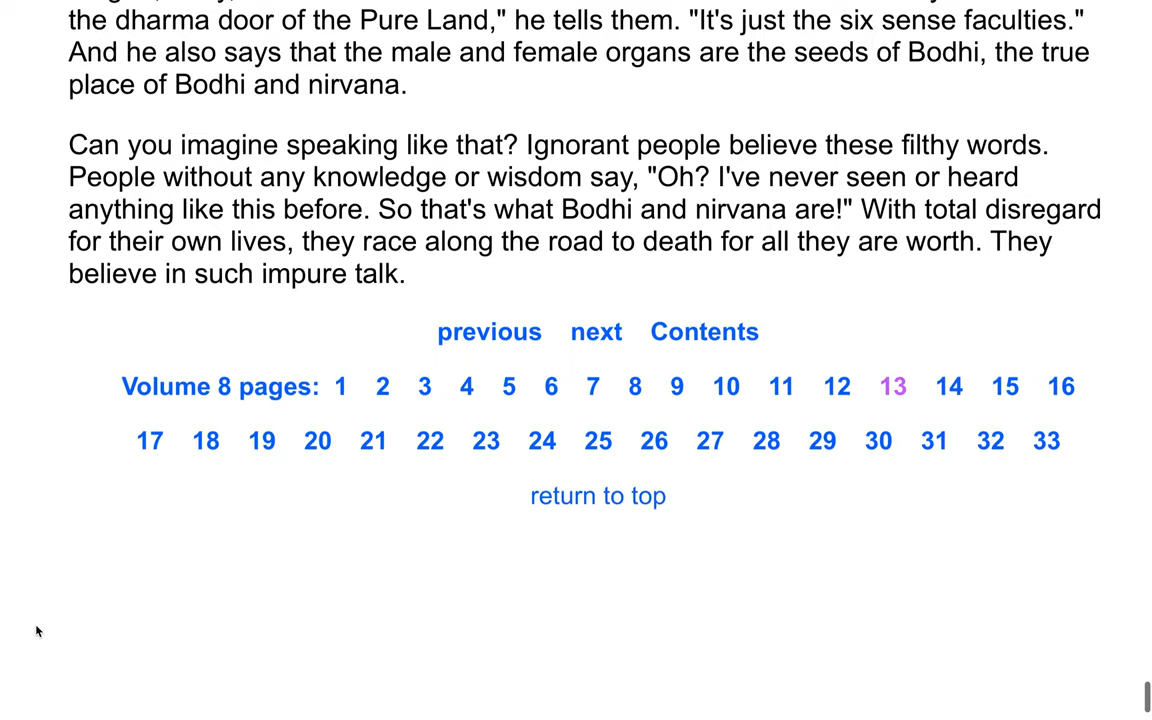 the dharma door of the Pure Land," he tells them. "It's just the six sense faculties."
And he also says that the male and female organs are the seeds of Bodhi, the true
place of Bodhi and nirvana.
Can you imagine speaking like that? Ignorant people believe these filthy words.
People without any knowledge or wisdom say, "Oh? I've never seen or heard
anything like this before. So that's what Bodhi and nirvana are!" With total disregard
for their own lives, they race along the road to death for all they are worth. They
believe in such impure talk.
previous next Contents
Volume 8 pages: 1 2 3 4 5 6 7 8 9 10 11 12 13 14 15 16
17 18 19 20 21 22 23 24 25 26 27 28 29 30 31 32 33
return to top